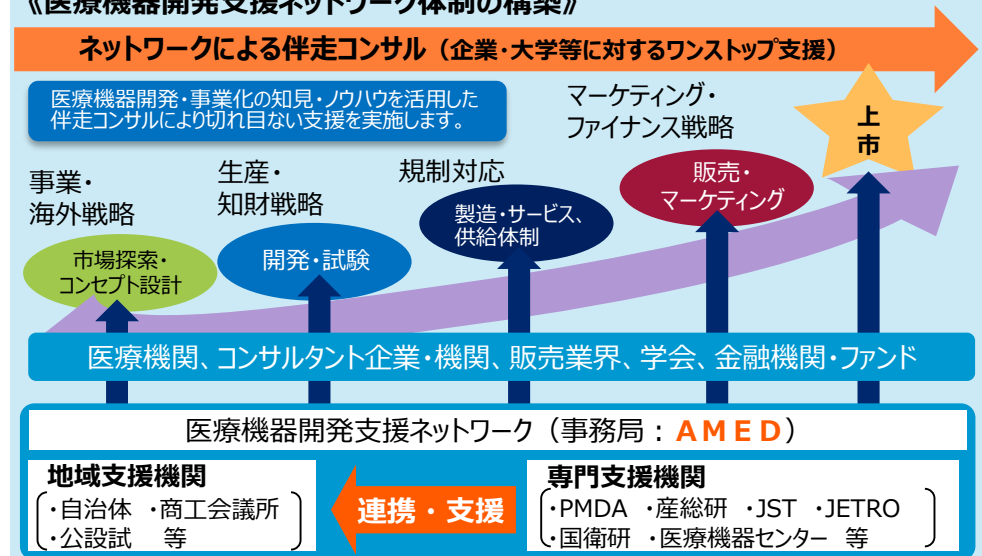 《医療機器開発支援ネットワーク体制の構築》
ネットワークによる伴走コンサル（企業・大学等に対するワンストップ支援）
医療機器開発・事業化の知見・ノウハウを活用した
伴走コンサルにより切れ目ない支援を実施します。
マーケティング・
ファイナンス戦略
上
市
事業・
海外戦略
生産・
知財戦略
規制対応
販売・
マーケティング
製造・サービス、
供給体制
市場探索・
コンセプト設計
開発・試験
医療機関、コンサルタント企業・機関、販売業界、学会、金融機関・ファンド
医療機器開発支援ネットワーク（事務局：ＡＭＥＤ）
地域支援機関
・自治体 ・商工会議所
・公設試 等
連携・支援
専門支援機関
・PMDA ・産総研 ・JST ・JETRO
・国衛研 ・医療機器センター 等